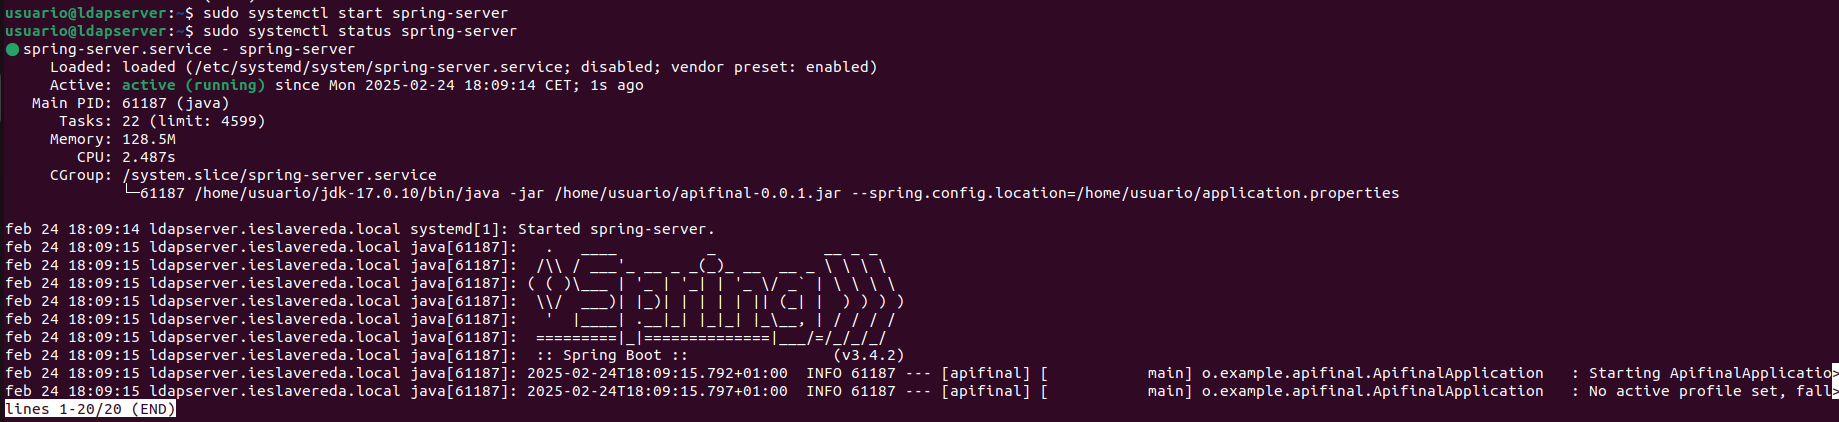 usuario@ldapserver:~$ sudo systemctl start spring-server
usuario@ldapserver:~$ sudo systemctl status spring-server
● spring-server.service - spring-server
     Loaded: loaded (/etc/systemd/system/spring-server.service; disabled; vendor preset: enabled)
     Active: active (running) since Mon 2025-02-24 18:09:14 CET; 1s ago
   Main PID: 61187 (java)
      Tasks: 22 (limit: 4599)
     Memory: 128.5M
        CPU: 2.487s
     CGroup: /system.slice/spring-server.service
             └─61187 /home/usuario/jdk-17.0.10/bin/java -jar /home/usuario/apifinal-0.0.1.jar --spring.config.location=/home/usuario/application.properties

feb 24 18:09:14 ldapserver.ieslavereda.local systemd[1]: Started spring-server.
feb 24 18:09:15 ldapserver.ieslavereda.local java[61187]:   .   ____          _            __ _ _
feb 24 18:09:15 ldapserver.ieslavereda.local java[61187]:  /\\ / ___'_ __ _ _(_)_ __  __ _ \ \ \ \
feb 24 18:09:15 ldapserver.ieslavereda.local java[61187]: ( ( )\___ | '_ | '_| | '_ \/ _` | \ \ \ \
feb 24 18:09:15 ldapserver.ieslavereda.local java[61187]:  \\/  ___)| |_)| | | | | || (_| |  ) ) ) )
feb 24 18:09:15 ldapserver.ieslavereda.local java[61187]:   '  |____| .__|_| |_|_| |_\__, | / / / /
feb 24 18:09:15 ldapserver.ieslavereda.local java[61187]:  =========|_|==============|___/=/_/_/_/
feb 24 18:09:15 ldapserver.ieslavereda.local java[61187]:  :: Spring Boot ::                (v3.4.2)
feb 24 18:09:15 ldapserver.ieslavereda.local java[61187]: 2025-02-24T18:09:15.792+01:00  INFO 61187 --- [apifinal] [           main] o.example.apifinal.ApifinalApplication   : Starting ApifinalApplicatio>
feb 24 18:09:15 ldapserver.ieslavereda.local java[61187]: 2025-02-24T18:09:15.797+01:00  INFO 61187 --- [apifinal] [           main] o.example.apifinal.ApifinalApplication   : No active profile set, fall>
lines 1-20/20 (END)